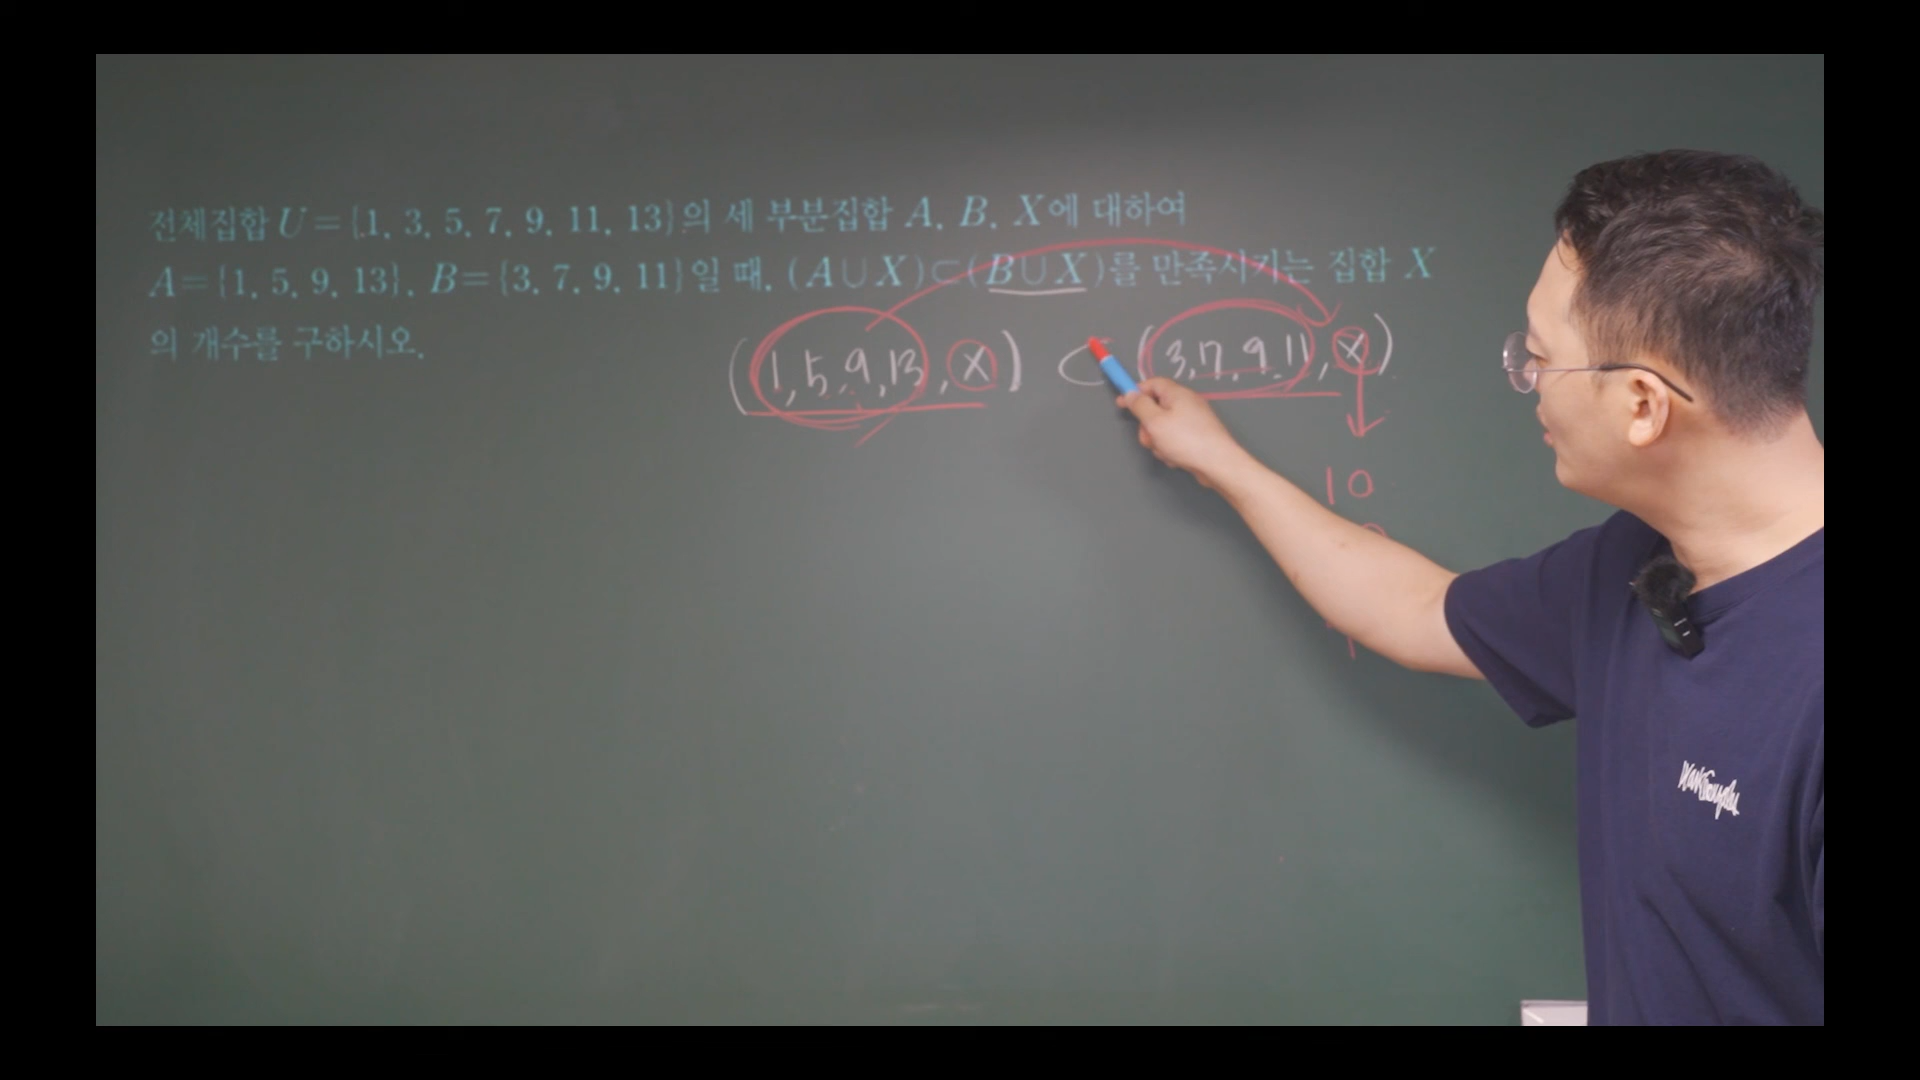 전체집합 U={1, 3, 5, 7, 9, 11, 13}의 세 부분집합 A, B, X에 대하여
A={1, 5, 9, 13}, B={3, 7, 9, 11}일 때, (A∪X)⊂(B∪X)를 만족시키는 집합 X
의 개수를 구하시오.
(1, 5, 9, 13, X) ⊂ (3, 7, 9, 11, X)
10